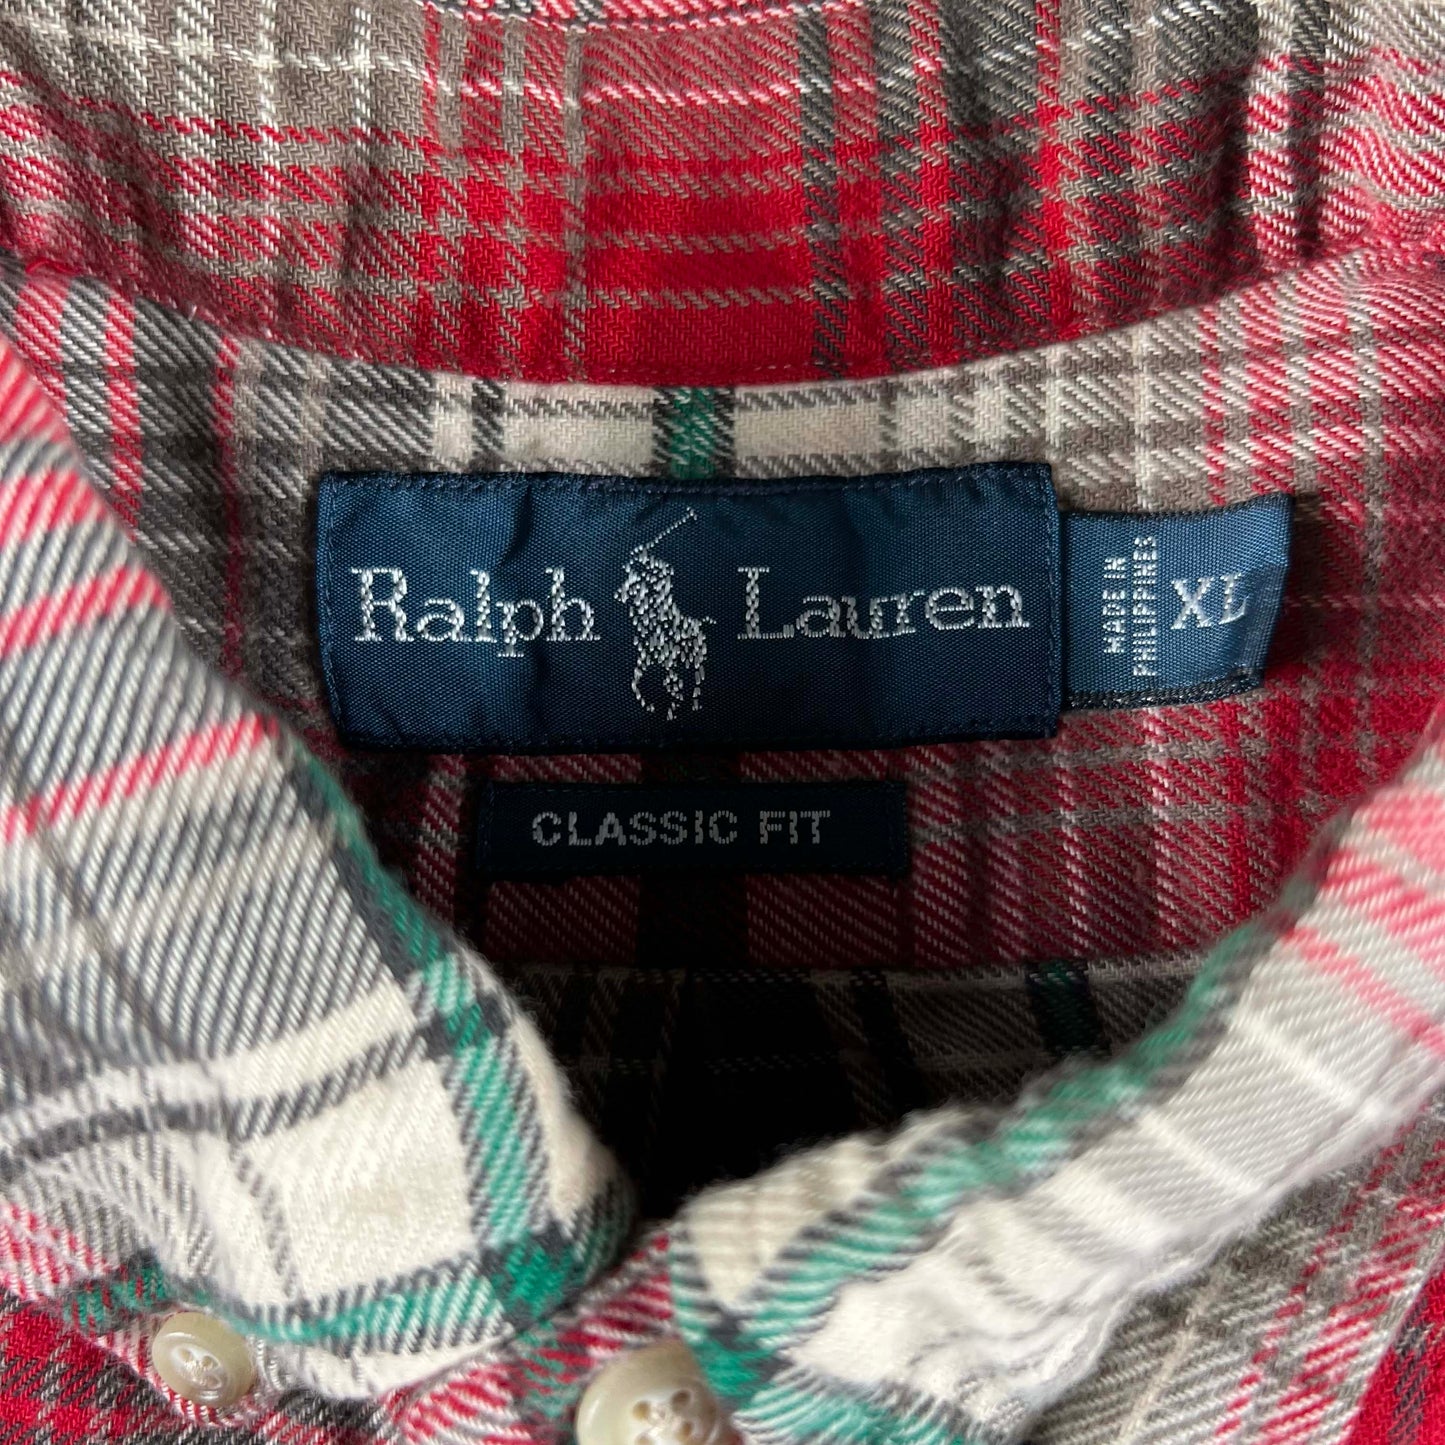 Ralph Lauren
MADE IN
PHILIPPINES
XL
CLASSIC FIT